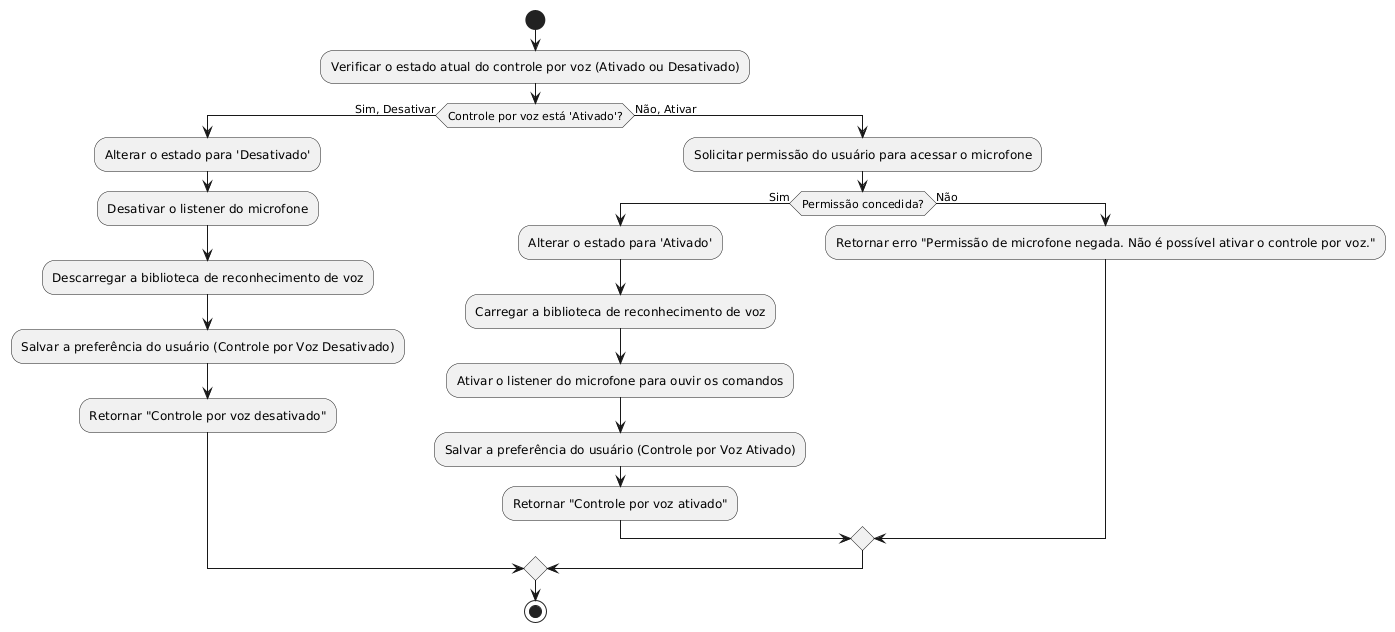 Verificar o estado atual do controle por voz (Ativado ou Desativado)
Sim, Desativar
Controle por voz está 'Ativado'?
Não, Ativar
Alterar o estado para 'Desativado'
Desativar o listener do microfone
Descarregar a biblioteca de reconhecimento de voz
Salvar a preferência do usuário (Controle por Voz Desativado)
Retornar "Controle por voz desativado"
Solicitar permissão do usuário para acessar o microfone
Sim
Permissão concedida?
Não
Alterar o estado para 'Ativado'
Carregar a biblioteca de reconhecimento de voz
Ativar o listener do microfone para ouvir os comandos
Salvar a preferência do usuário (Controle por Voz Ativado)
Retornar "Controle por voz ativado"
Retornar erro "Permissão de microfone negada. Não é possível ativar o controle por voz."